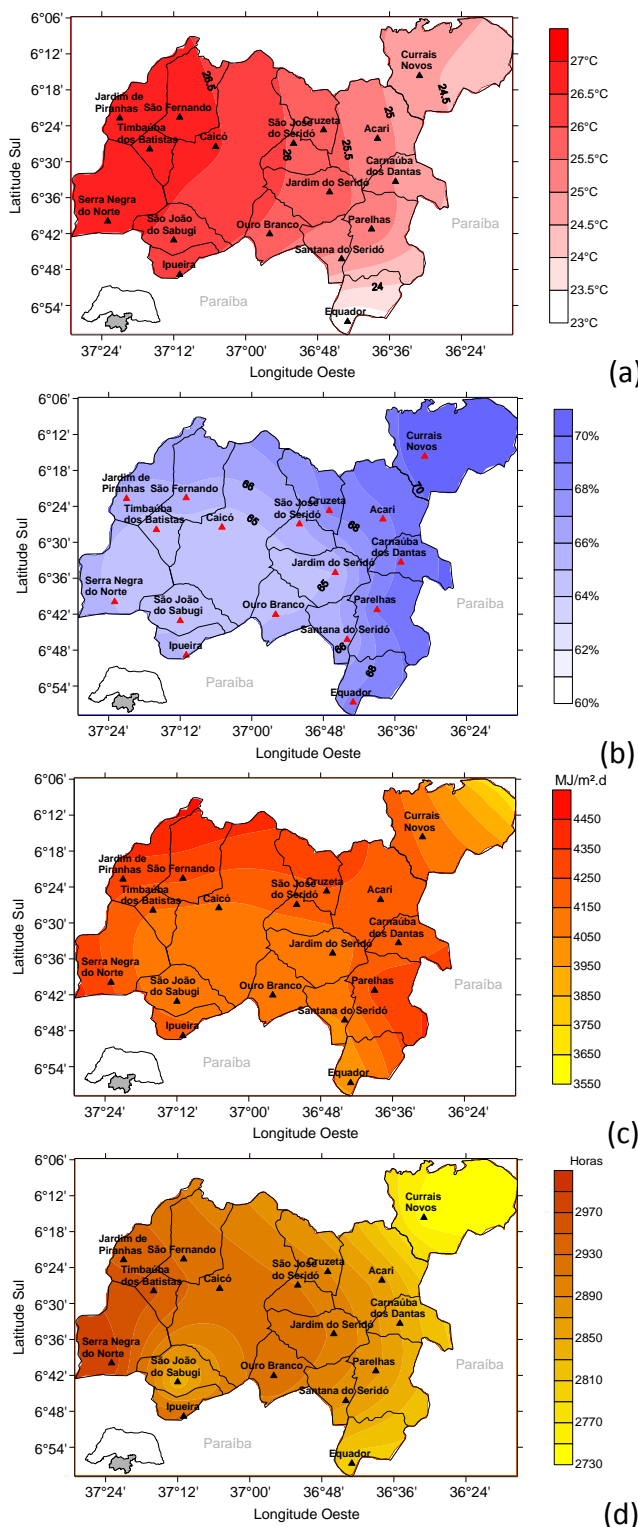 6°06'
6°12'
6°18'
6°24'
6°30'
6°36'
6°42'
6°48'
6°54'
Latitude Sul
Currais
Novos
24.5
26.5
Jardim de
Piranhas
São Fernando
Timbaúba
dos Batistas
Caicó
São José
do Seridó
Cruzeta
26
25.5
25
Acari
Carnaúba
dos Dantas
Jardim do Seridó
Serra Negra
do Norte
São João
do Sabugi
Ouro Branco
Parelhas
Santana do Seridó
Ipueira
24
Equador
Paraíba
Paraíba
37°24'
37°12'
37°00'
36°48'
36°36'
36°24'
Longitude Oeste
27°C
26.5°C
26°C
25.5°C
25°C
24.5°C
24°C
23.5°C
23°C
(a)
6°06'
6°12'
6°18'
6°24'
6°30'
6°36'
6°42'
6°48'
6°54'
Latitude Sul
Currais
Novos
70
Jardim de
Piranhas
São Fernando
66
Timbaúba
dos Batistas
Caicó
65
São José
do Seridó
Cruzeta
68
Acari
Carnaúba
dos Dantas
Jardim do Seridó
65
Serra Negra
do Norte
São João
do Sabugi
Ouro Branco
Parelhas
Santana do Seridó
66
68
Ipueira
Equador
Paraíba
Paraíba
37°24'
37°12'
37°00'
36°48'
36°36'
36°24'
Longitude Oeste
70%
68%
67%
66%
64%
62%
61%
60%
(b)
6°06'
6°12'
6°18'
6°24'
6°30'
6°36'
6°42'
6°48'
6°54'
Latitude Sul
Currais
Novos
Jardim de
Piranhas
São Fernando
Timbaúba
dos Batistas
Caicó
São José
do Seridó
Cruzeta
Acari
Carnaúba
dos Dantas
Jardim do Seridó
Serra Negra
do Norte
São João
do Sabugi
Ouro Branco
Parelhas
Santana do Seridó
Ipueira
Equador
Paraíba
Paraíba
37°24'
37°12'
37°00'
36°48'
36°36'
36°24'
Longitude Oeste
MJ/m².d
4450
4350
4250
4150
4050
3950
3850
3750
3650
3550
(c)
6°06'
6°12'
6°18'
6°24'
6°30'
6°36'
6°42'
6°48'
6°54'
Latitude Sul
Currais
Novos
Jardim de
Piranhas
São Fernando
Timbaúba
dos Batistas
Caicó
São José
do Seridó
Cruzeta
Acari
Carnaúba
dos Dantas
Jardim do Seridó
Serra Negra
do Norte
São João
do Sabugi
Ouro Branco
Parelhas
Santana do Seridó
Ipueira
Equador
Paraíba
Paraíba
37°24'
37°12'
37°00'
36°48'
36°36'
36°24'
Longitude Oeste
Horas
2970
2930
2890
2850
2810
2770
2730
(d)